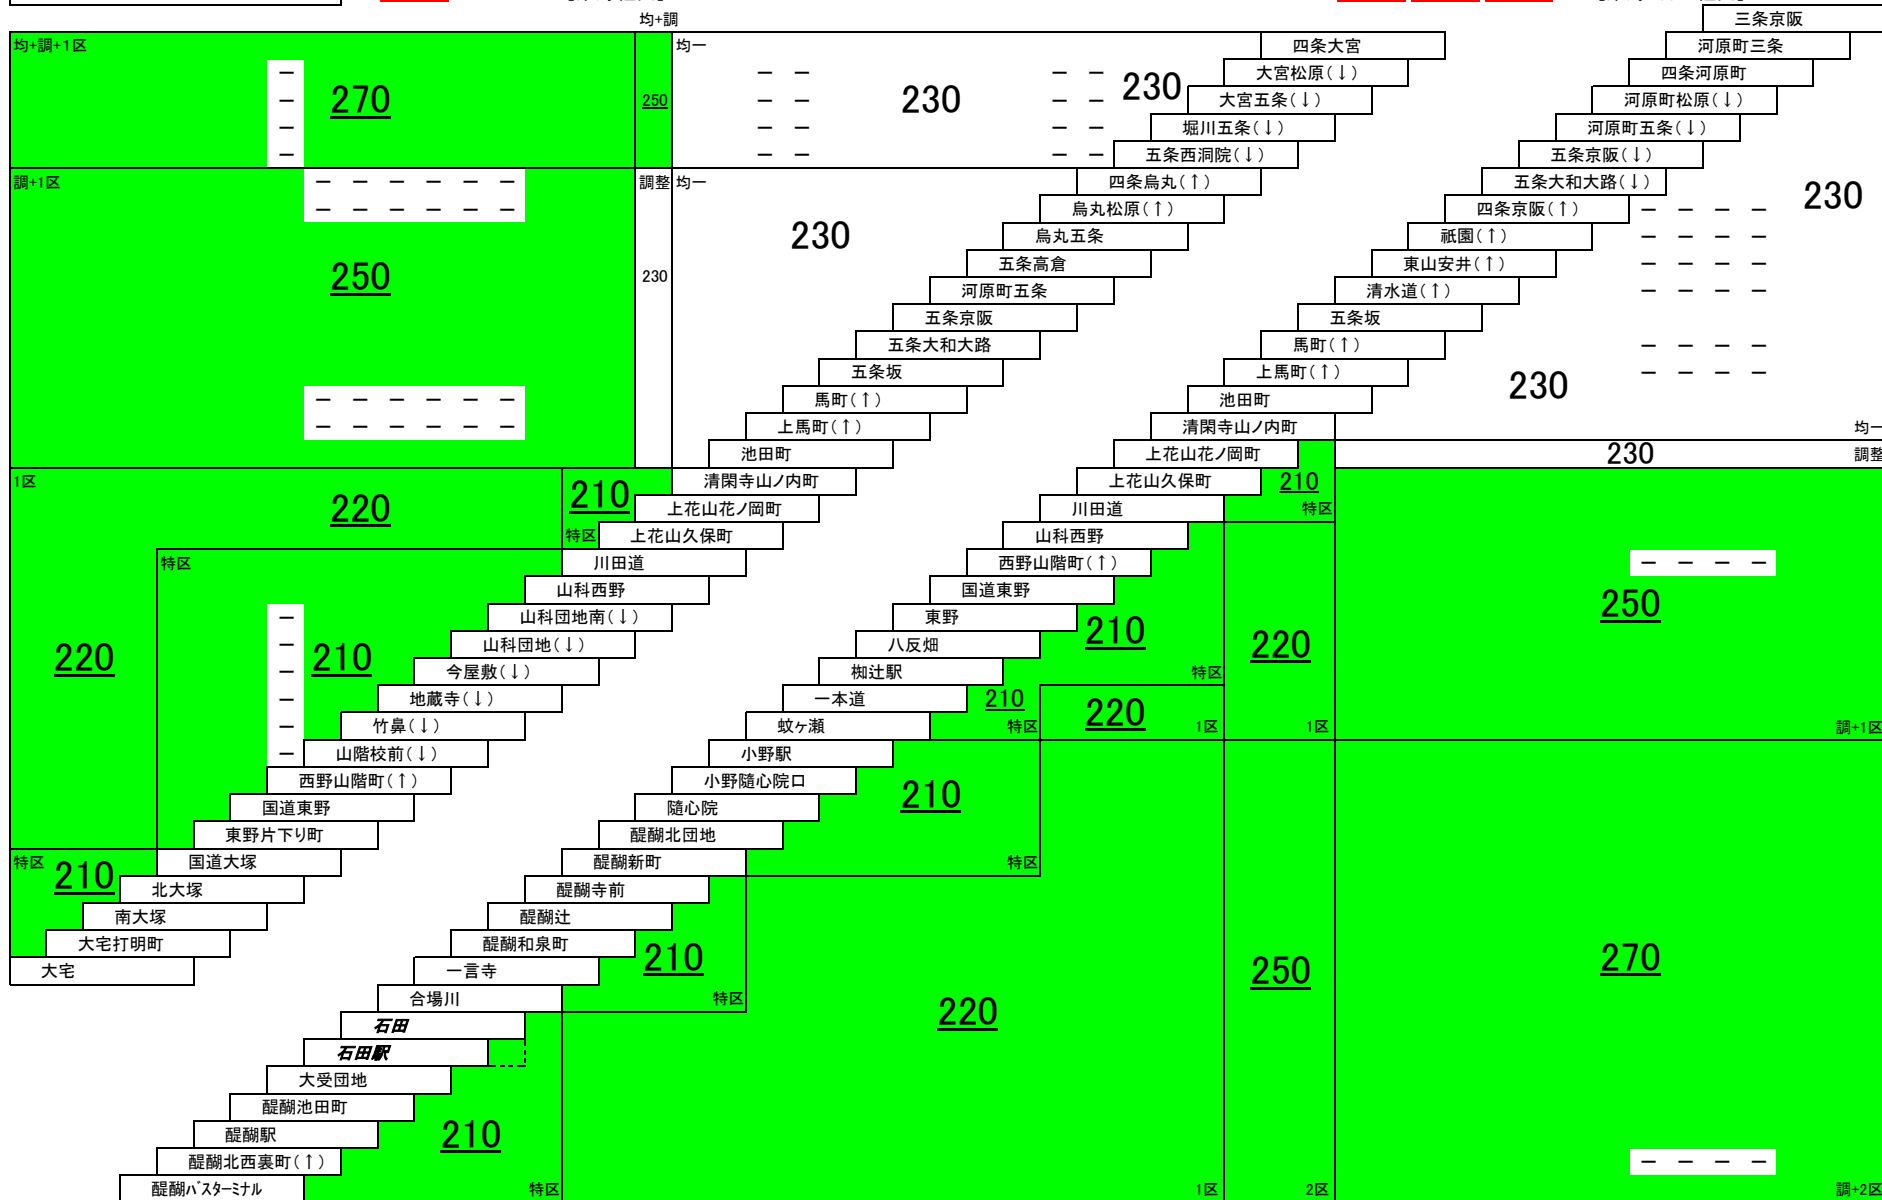 均+調
三条京阪
均+調+1区
均一
四条大宮
河原町三条
大宮松原(↓)
四条河原町
270
250
230
230
大宮五条(↓)
河原町松原(↓)
堀川五条(↓)
河原町五条(↓)
五条西洞院(↓)
五条京阪(↓)
調+1区
調整
均一
四条烏丸(↑)
五条大和大路(↓)
230
烏丸松原(↑)
四条京阪(↑)
230
烏丸五条
祇園(↑)
五条高倉
東山安井(↑)
250
230
河原町五条
清水道(↑)
五条京阪
五条坂
五条大和大路
馬町(↑)
五条坂
上馬町(↑)
230
馬町(↑)
池田町
上馬町(↑)
清閑寺山ノ内町
均一
池田町
上花山花ノ岡町
230
調整
1区
清閑寺山ノ内町
上花山久保町
210
220
210
上花山花ノ岡町
川田道
特区
特区
上花山久保町
山科西野
特区
川田道
西野山階町(↑)
山科西野
国道東野
250
山科団地南(↓)
東野
210
山科団地(↓)
八反畑
220
220
210
今屋敷(↓)
椥辻駅
特区
地蔵寺(↓)
一本道
210
竹鼻(↓)
蚊ヶ瀬
特区
220
1区
1区
調+1区
山階校前(↓)
小野駅
西野山階町(↑)
小野隨心院口
210
国道東野
隨心院
東野片下り町
醍醐北団地
特区
210
国道大塚
醍醐新町
特区
北大塚
醍醐寺前
南大塚
醍醐辻
大宅打明町
醍醐和泉町
210
270
大宅
一言寺
250
合場川
特区
220
石田
石田駅
大受団地
醍醐池田町
醍醐駅
210
醍醐北西裏町(↑)
醍醐バスターミナル
特区
1区
2区
調+2区